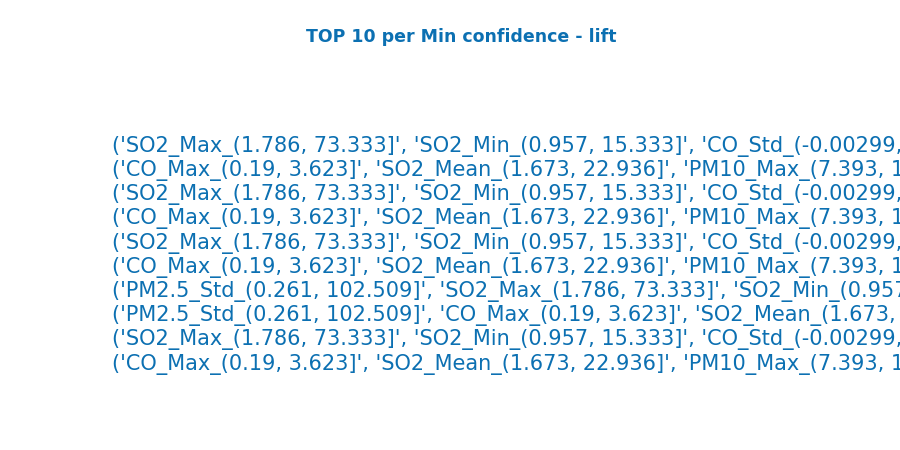 TOP 10 per Min confidence - lift
('SO2_Max_(1.786, 73.333]', 'SO2_Min_(0.957, 15.333]', 'CO_Std_(-0.00299,
('CO_Max_(0.19, 3.623]', 'SO2_Mean_(1.673, 22.936]', 'PM10_Max_(7.393, 1
('SO2_Max_(1.786, 73.333]', 'SO2_Min_(0.957, 15.333]', 'CO_Std_(-0.00299,
('CO_Max_(0.19, 3.623]', 'SO2_Mean_(1.673, 22.936]', 'PM10_Max_(7.393, 1
('SO2_Max_(1.786, 73.333]', 'SO2_Min_(0.957, 15.333]', 'CO_Std_(-0.00299,
('CO_Max_(0.19, 3.623]', 'SO2_Mean_(1.673, 22.936]', 'PM10_Max_(7.393, 1
('PM2.5_Std_(0.261, 102.509]', 'SO2_Max_(1.786, 73.333]', 'SO2_Min_(0.957
('PM2.5_Std_(0.261, 102.509]', 'CO_Max_(0.19, 3.623]', 'SO2_Mean_(1.673,
('SO2_Max_(1.786, 73.333]', 'SO2_Min_(0.957, 15.333]', 'CO_Std_(-0.00299,
('CO_Max_(0.19, 3.623]', 'SO2_Mean_(1.673, 22.936]', 'PM10_Max_(7.393, 1